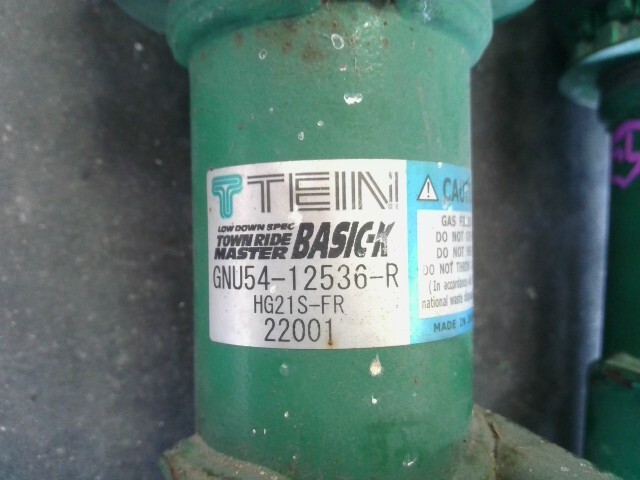 TEIN
LOW DOWN SPEC
TOWN RIDE
MASTER BASIC-K
GNU54-12536-R
HG21S-FR
22001
GAS
DO NOT
DO NOT
DO NOT
(In accordance
national waste
MADE IN